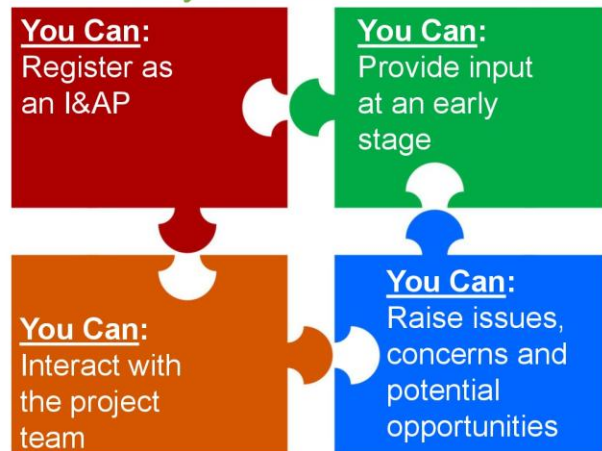 You Can:
Register as
an I&AP
You Can:
Provide input
at an early
stage
You Can:
Interact with
the project
team
You Can:
Raise issues,
concerns and
potential
opportunities